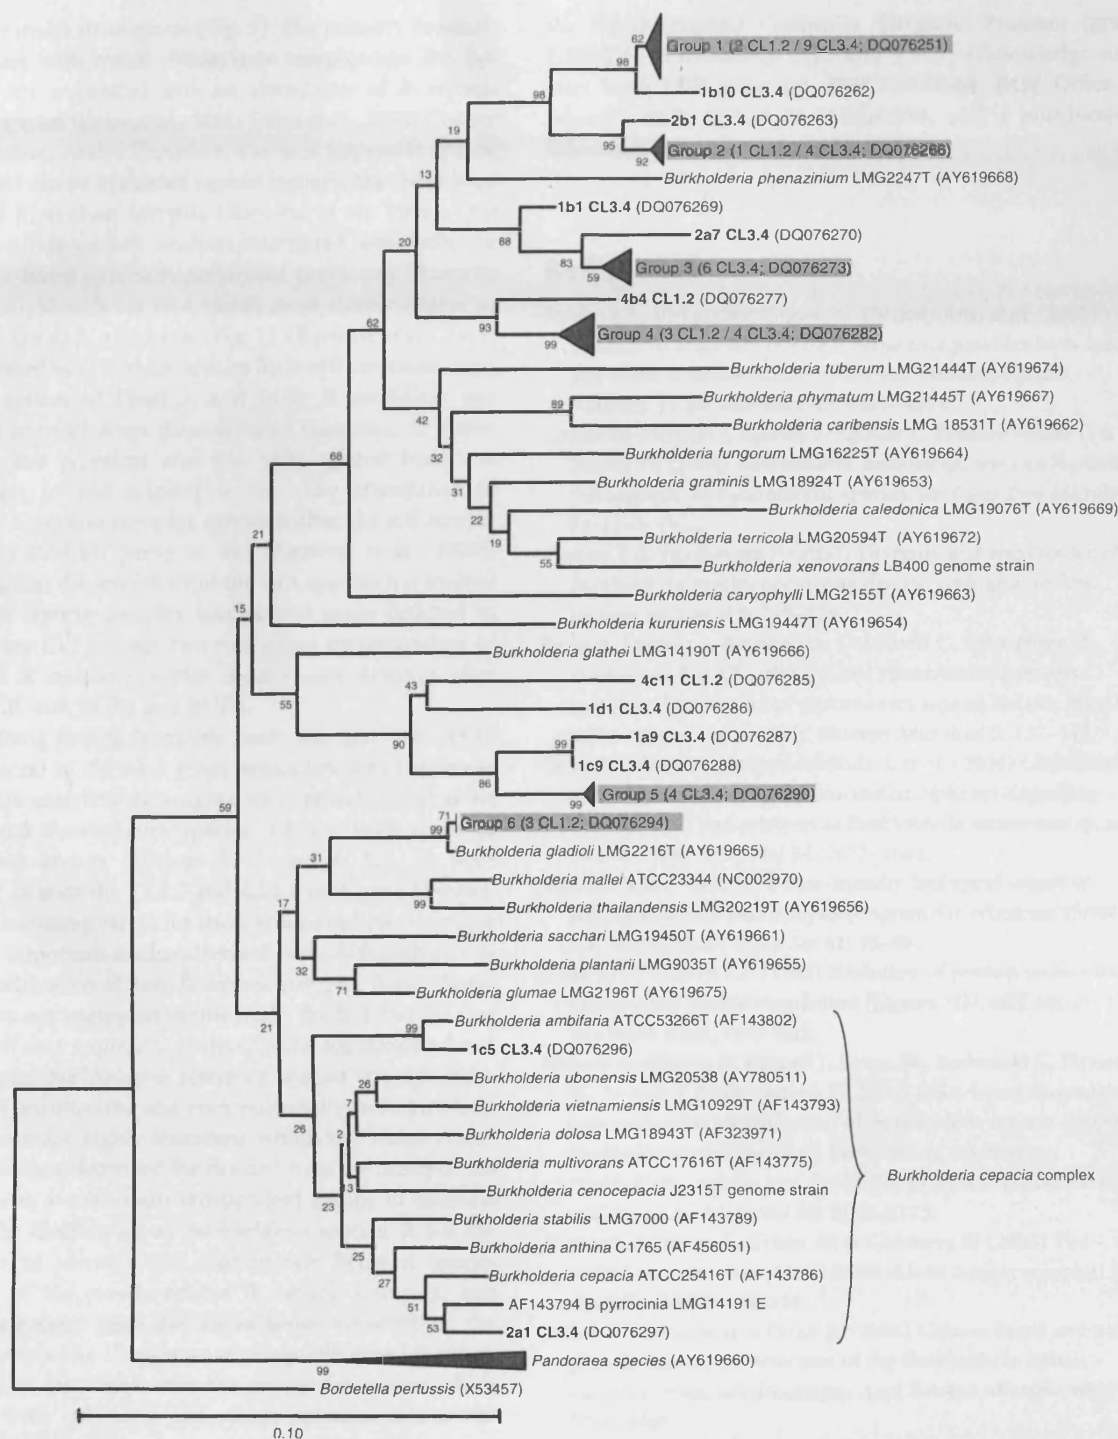 62
Group 1 (2 CL1.2 / 9 CL3.4; DQ076251)
98
1b10 CL3.4 (DQ076262)
98
2b1 CL3.4 (DQ076263)
19
95
92
Group 2 (1 CL1.2 / 4 CL3.4; DQ076266)
Burkholderia phenazinium LMG2247T (AY619668)
13
1b1 CL3.4 (DQ076269)
88
2a7 CL3.4 (DQ076270)
20
83
59
Group 3 (6 CL3.4; DQ076273)
4b4 CL1.2 (DQ076277)
62
93
99
Group 4 (3 CL1.2 / 4 CL3.4; DQ076282)
Burkholderia tuberum LMG21444T (AY619674)
42
89
Burkholderia phymatum LMG21445T (AY619667)
Burkholderia caribensis LMG 18531T (AY619662)
32
68
Burkholderia fungorum LMG16225T (AY619664)
31
Burkholderia graminis LMG18924T (AY619653)
22
Burkholderia caledonica LMG19076T (AY619669)
21
19
Burkholderia terricola LMG20594T (AY619672)
55
Burkholderia xenovorans LB400 genome strain
Burkholderia caryophylli LMG2155T (AY619663)
15
Burkholderia kururiensis LMG19447T (AY619654)
Burkholderia glathei LMG14190T (AY619666)
55
43
4c11 CL1.2 (DQ076285)
1d1 CL3.4 (DQ076286)
90
99
1a9 CL3.4 (DQ076287)
1c9 CL3.4 (DQ076288)
86
99
Group 5 (4 CL3.4; DQ076290)
59
71
Group 6 (3 CL1.2; DQ076294)
99
Burkholderia gladioli LMG2216T (AY619665)
31
Burkholderia mallei ATCC23344 (NC002970)
99
Burkholderia thailandensis LMG20219T (AY619656)
17
Burkholderia sacchari LMG19450T (AY619661)
32
Burkholderia plantarii LMG9035T (AY619655)
71
Burkholderia glumae LMG2196T (AY619675)
21
Burkholderia ambifaria ATCC53266T (AF143802)
99
1c5 CL3.4 (DQ076296)
26
26
Burkholderia ubonensis LMG20538 (AY780511)
7
Burkholderia vietnamiensis LMG10929T (AF143793)
2
Burkholderia dolosa LMG18943T (AF323971)
Burkholderia multivorans ATCC17616T (AF143775)
13
Burkholderia cenocepacia J2315T genome strain
Burkholderia cepacia complex
23
Burkholderia stabilis LMG7000 (AF143789)
25
Burkholderia anthina C1765 (AF456051)
27
Burkholderia cepacia ATCC25416T (AF143786)
51
AF143794 B pyrrocinia LMG14191 E
53
2a1 CL3.4 (DQ076297)
99
Pandoraea species (AY619660)
Bordetella pertussis (X53457)
0.10